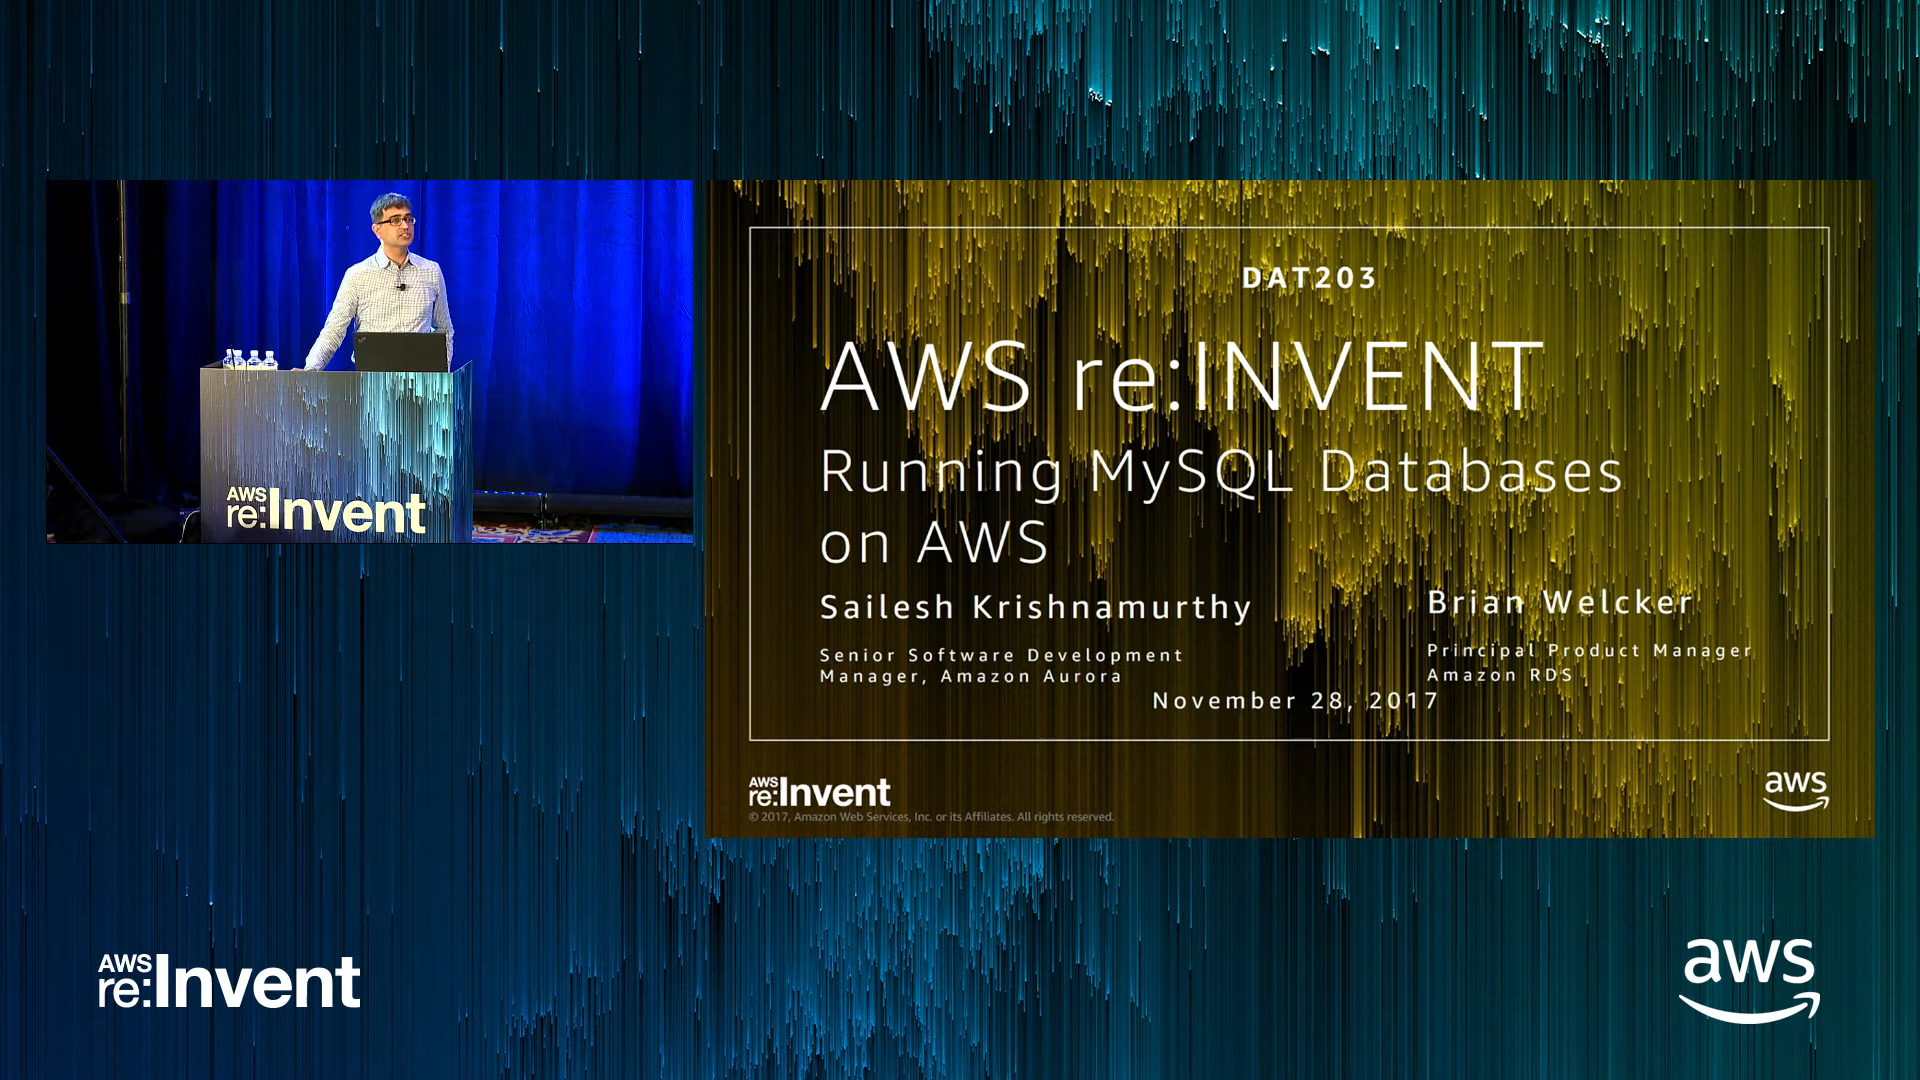 DAT203
AWS re:INVENT
Running MySQL Databases
on AWS
Sailesh Krishnamurthy
Senior Software Development
Manager, Amazon Aurora
Brian Welcker
Principal Product Manager
Amazon RDS
November 28, 2017
AWS
re:Invent
© 2017, Amazon Web Services, Inc. or its Affiliates. All rights reserved.
aws
AWS
re:Invent
AWS
re:Invent
aws